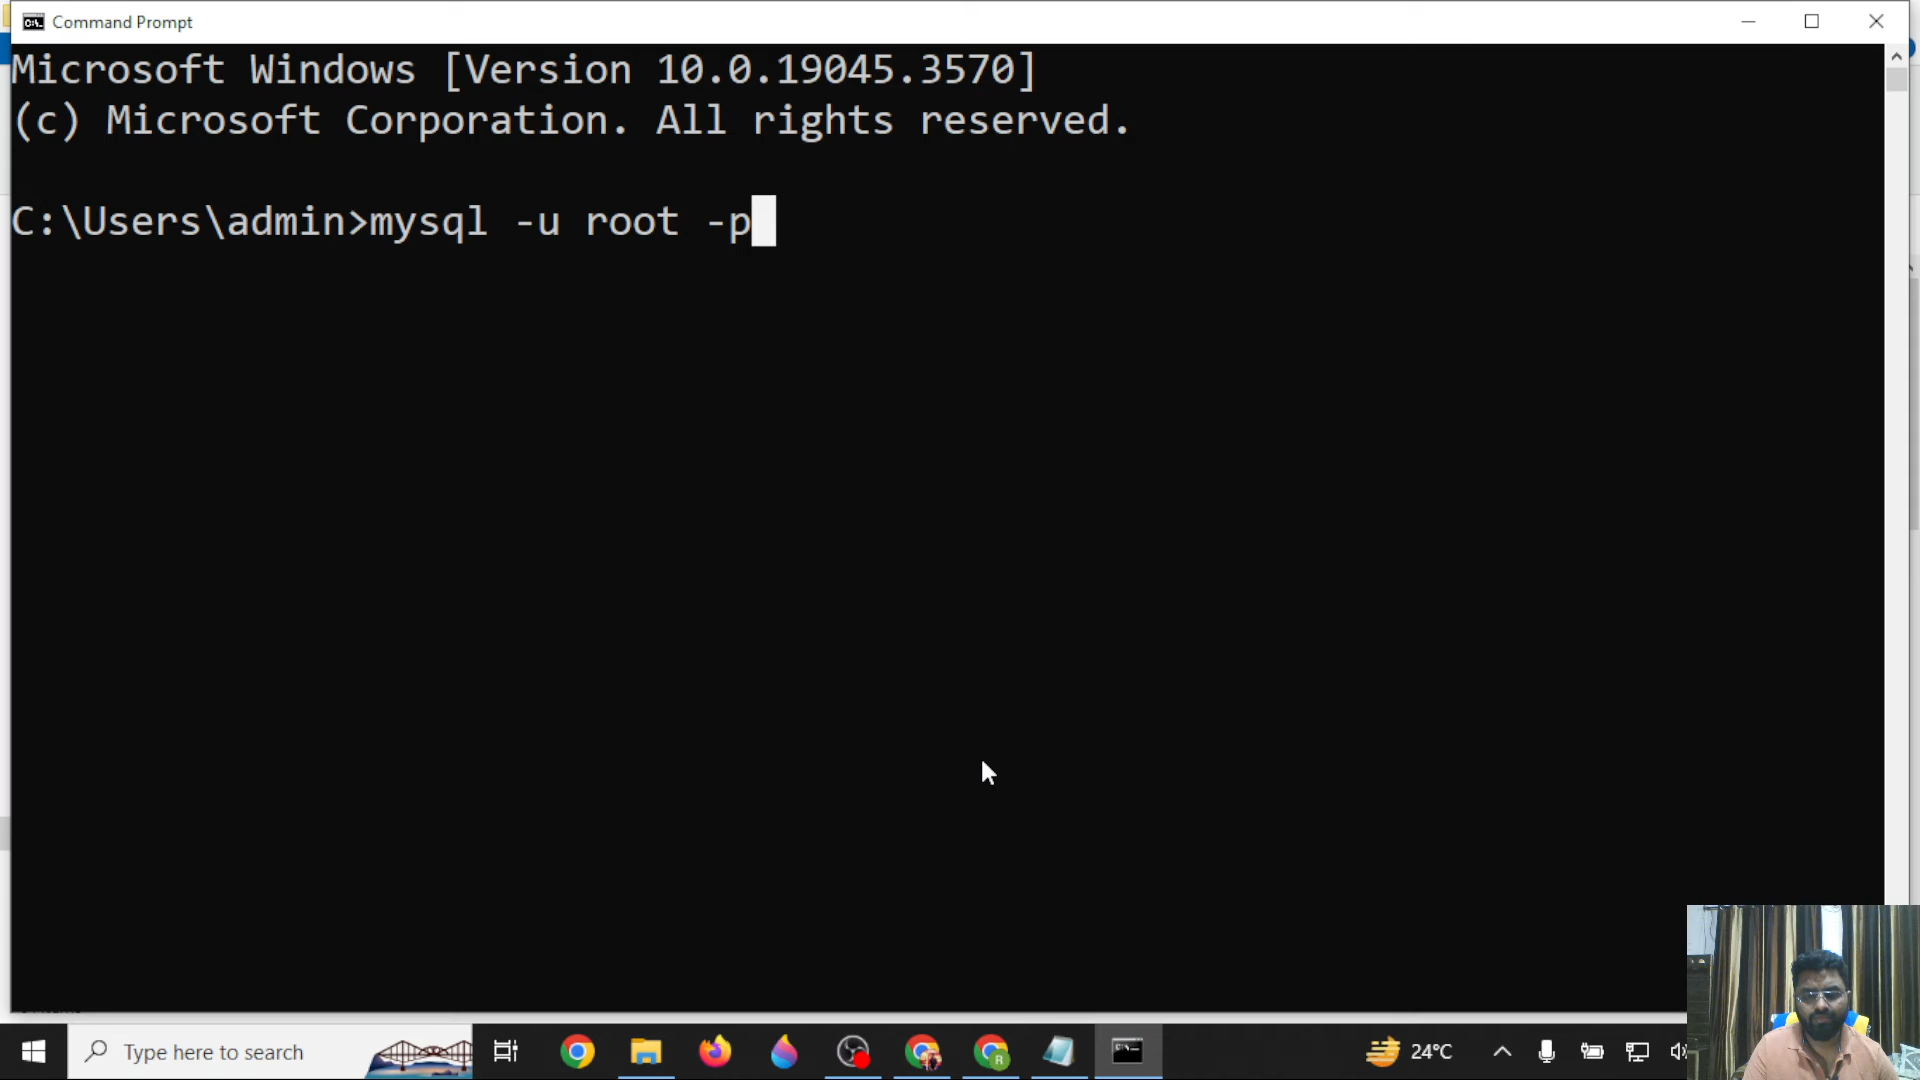 Command Prompt
Microsoft Windows [Version 10.0.19045.3570]
(c) Microsoft Corporation. All rights reserved.
C:\Users\admin>mysql -u root -p
Type here to search
R
24°C